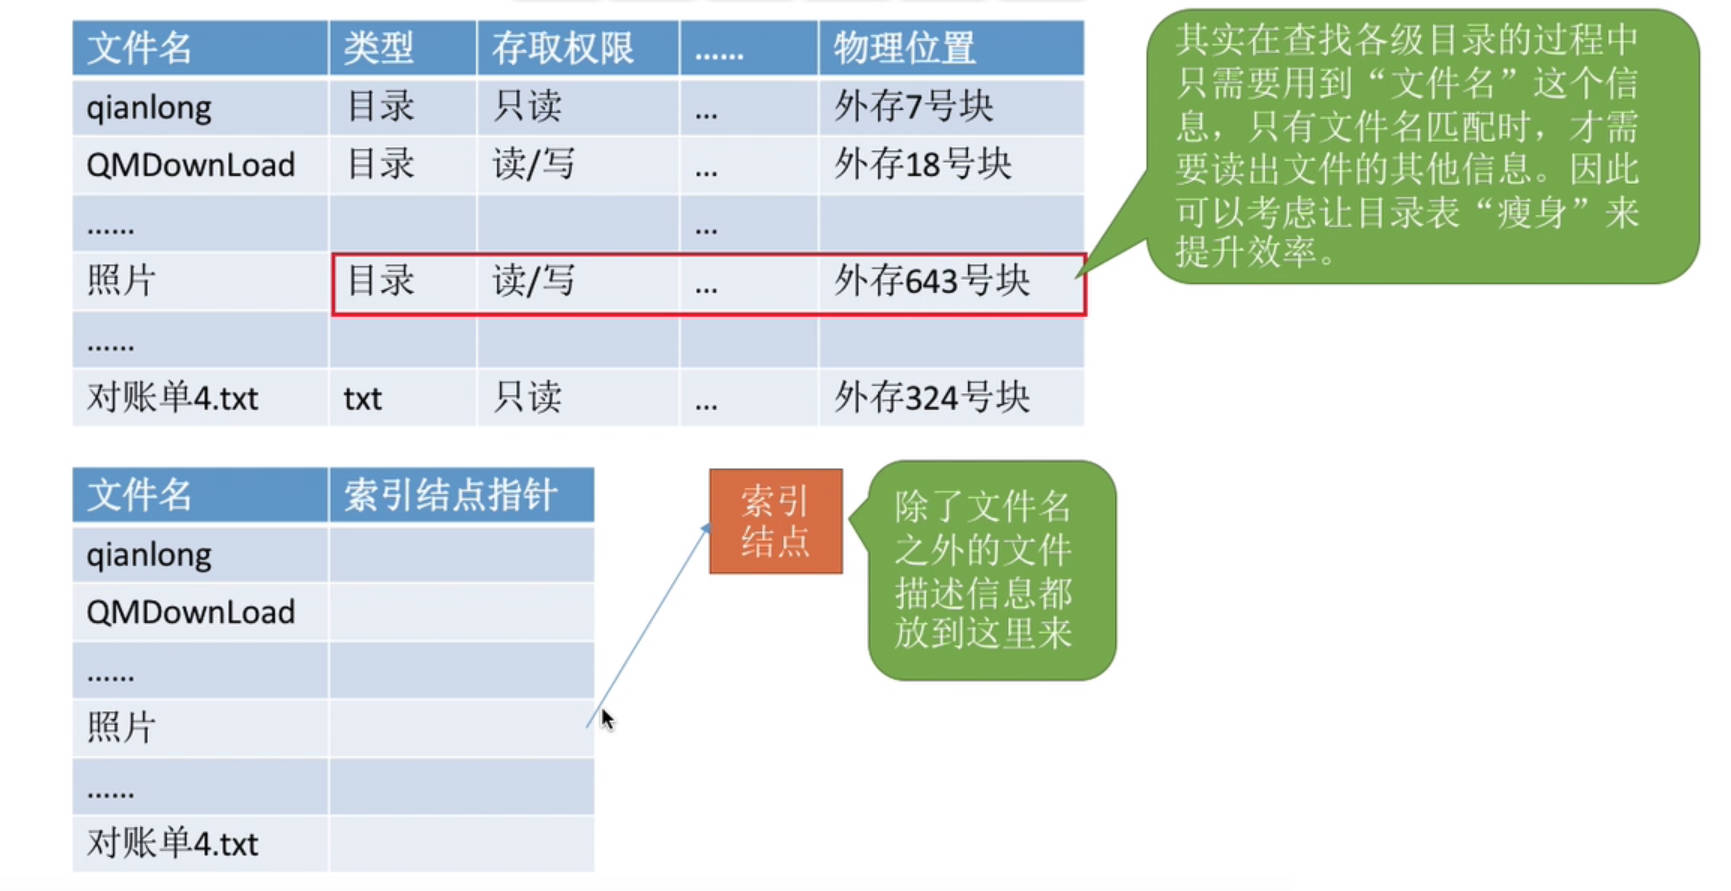 文件名 类型 存取权限 …… 物理位置
qianlong 目录 只读 … 外存7号块
QMDownLoad 目录 读/写 … 外存18号块
…… …
照片 目录 读/写 … 外存643号块
……
对账单4.txt txt 只读 … 外存324号块
其实在查找各级目录的过程中
只需要用到“文件名”这个信
息，只有文件名匹配时，才需
要读出文件的其他信息。因此
可以考虑让目录表“瘦身”来
提升效率。
文件名 索引结点指针
qianlong
QMDownLoad
……
照片
……
对账单4.txt
索引
结点
除了文件名
之外的文件
描述信息都
放到这里来